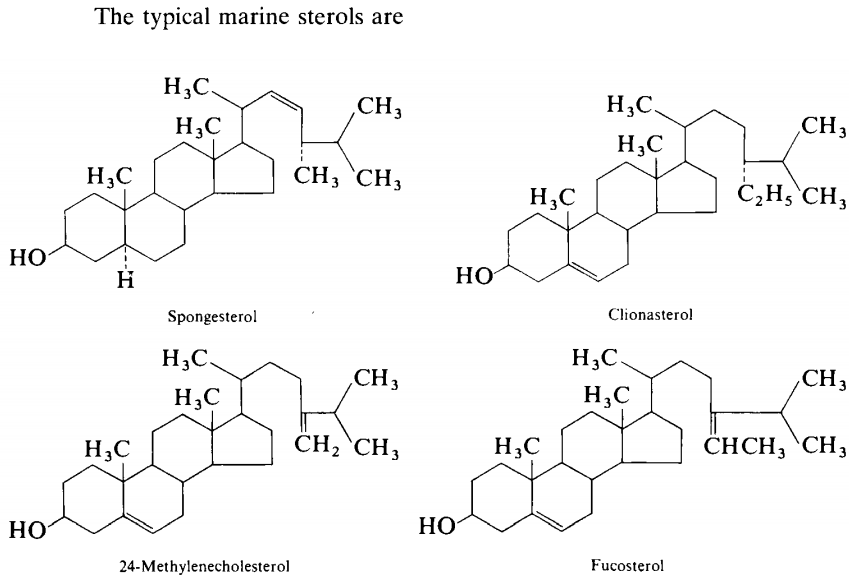 The typical marine sterols are
H₃C
CH₃
H₃C
H₃C
CH₃ CH₃
HO
H
Spongesterol
H₃C
CH₃
H₃C
H₃C
C₂H₅ CH₃
HO
Clionasterol
H₃C
CH₃
H₃C
H₃C
CH₂ CH₃
HO
24-Methylenecholesterol
H₃C
CH₃
H₃C
H₃C
CHCH₃ CH₃
HO
Fucosterol